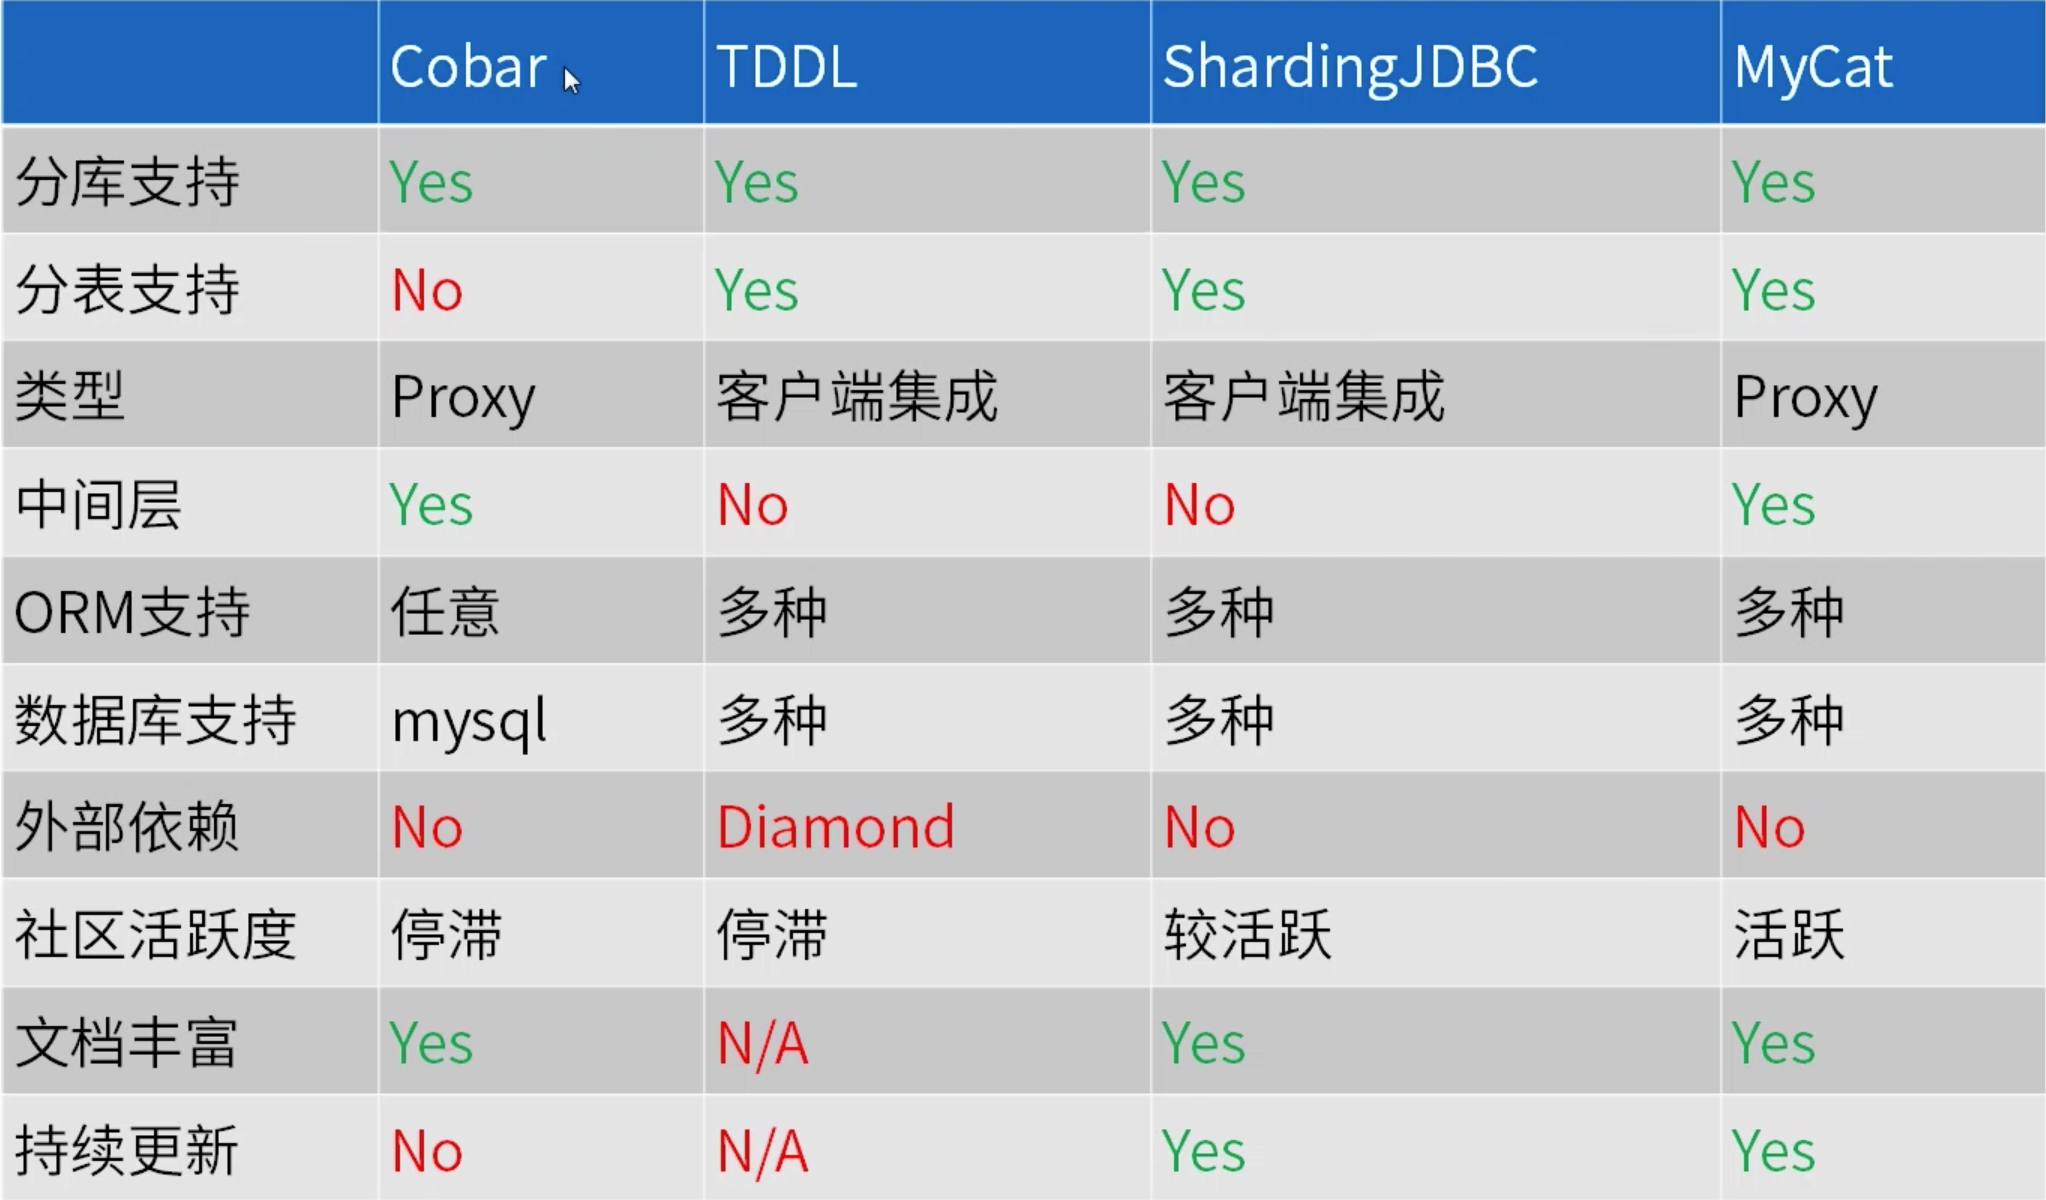 Cobar TDDL ShardingJDBC MyCat
分库支持 Yes Yes Yes Yes
分表支持 No Yes Yes Yes
类型 Proxy 客户端集成 客户端集成 Proxy
中间层 Yes No No Yes
ORM支持 任意 多种 多种 多种
数据库支持 mysql 多种 多种 多种
外部依赖 No Diamond No No
社区活跃度 停滞 停滞 较活跃 活跃
文档丰富 Yes N/A Yes Yes
持续更新 No N/A Yes Yes